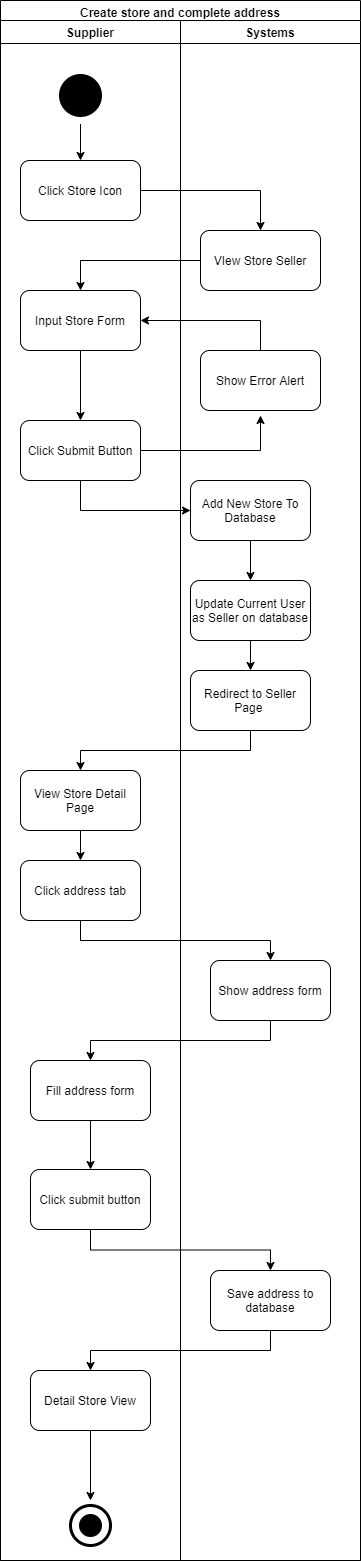 Create store and complete address
Supplier
Systems
Click Store Icon
VIew Store Seller
Input Store Form
Show Error Alert
Click Submit Button
Add New Store To
Database
Update Current User
as Seller on database
Redirect to Seller
Page
View Store Detail
Page
Click address tab
Show address form
Fill address form
Click submit button
Save address to
database
Detail Store View